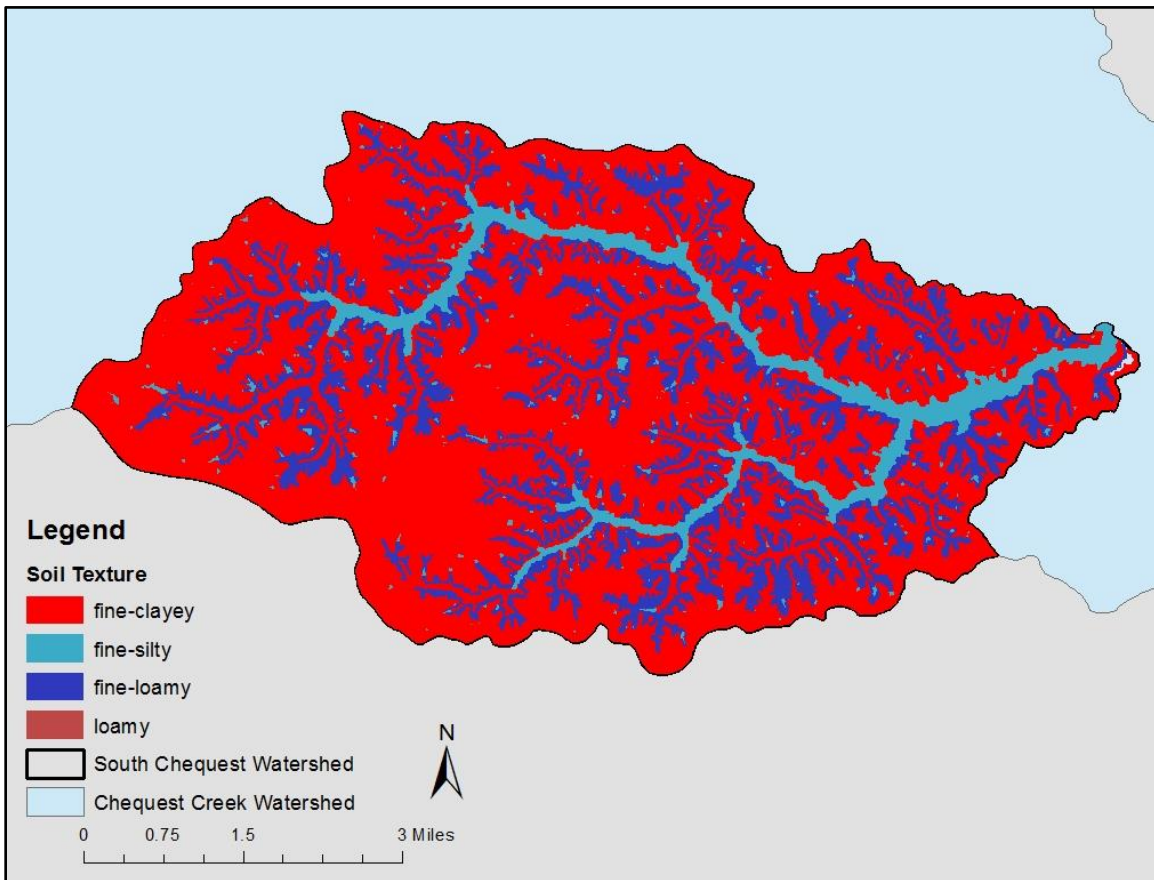 Legend
Soil Texture
fine-clayey
fine-silty
fine-loamy
loamy
South Chequest Watershed
Chequest Creek Watershed
N
0 0.75 1.5 3 Miles